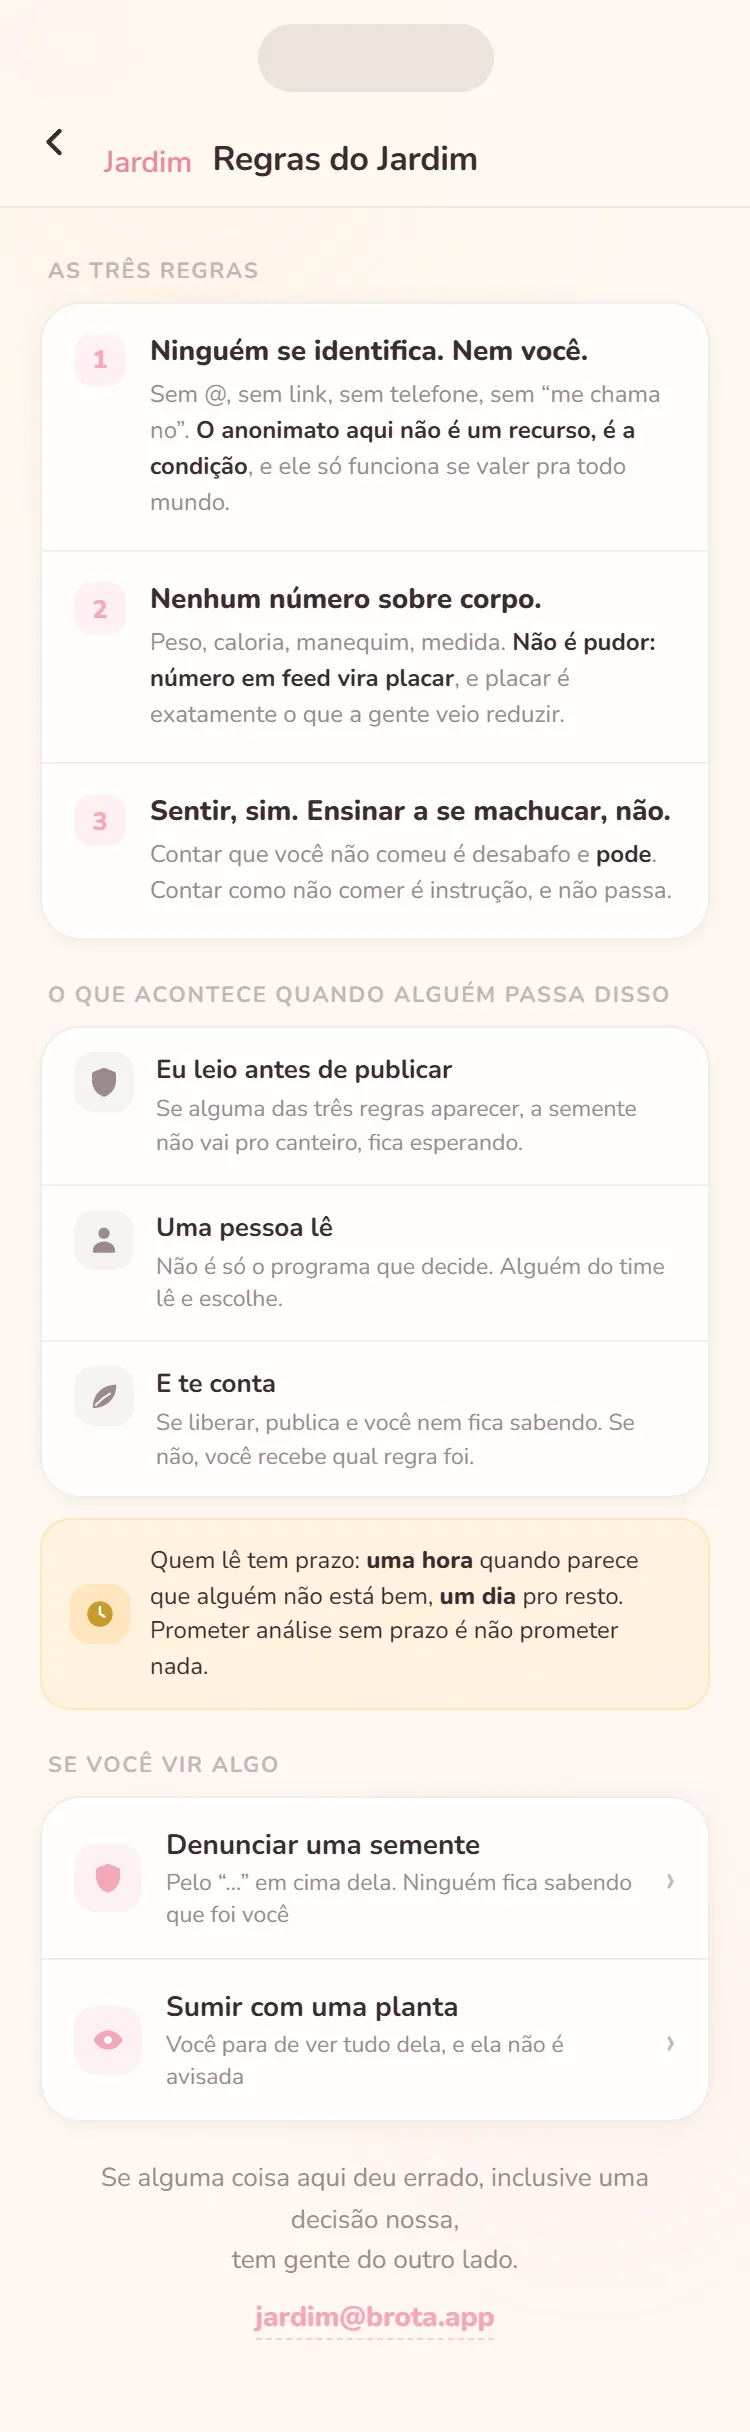 Jardim Regras do Jardim
AS TRÊS REGRAS
1
Ninguém se identifica. Nem você.
Sem @, sem link, sem telefone, sem “me chama
no”. O anonimato aqui não é um recurso, é a
condição, e ele só funciona se valer pra todo
mundo.
2
Nenhum número sobre corpo.
Peso, caloria, manequim, medida. Não é pudor:
número em feed vira placar, e placar é
exatamente o que a gente veio reduzir.
3
Sentir, sim. Ensinar a se machucar, não.
Contar que você não comeu é desabafo e pode.
Contar como não comer é instrução, e não passa.
O QUE ACONTECE QUANDO ALGUÉM PASSA DISSO
Eu leio antes de publicar
Se alguma das três regras aparecer, a semente
não vai pro canteiro, fica esperando.
Uma pessoa lê
Não é só o programa que decide. Alguém do time
lê e escolhe.
E te conta
Se liberar, publica e você nem fica sabendo. Se
não, você recebe qual regra foi.
Quem lê tem prazo: uma hora quando parece
que alguém não está bem, um dia pro resto.
Prometer análise sem prazo é não prometer
nada.
SE VOCÊ VIR ALGO
Denunciar uma semente
Pelo “...” em cima dela. Ninguém fica sabendo
que foi você
Sumir com uma planta
Você para de ver tudo dela, e ela não é
avisada
Se alguma coisa aqui deu errado, inclusive uma
decisão nossa,
tem gente do outro lado.
jardim@brota.app